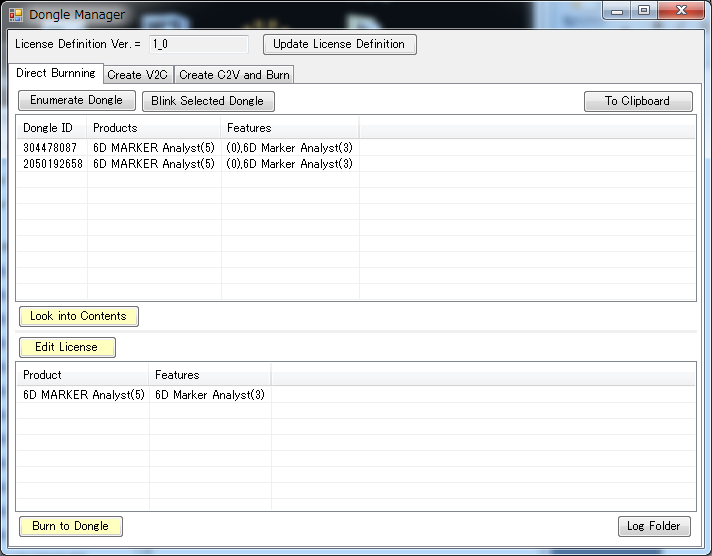 Dongle Manager
License Definition Ver. = 1_0 Update License Definition
Direct Burnning Create V2C Create C2V and Burn
Enumerate Dongle Blink Selected Dongle To Clipboard
Dongle ID Products Features
304478087 6D MARKER Analyst(5) (0),6D Marker Analyst(3)
2050192658 6D MARKER Analyst(5) (0),6D Marker Analyst(3)
Look into Contents
Edit License
Product Features
6D MARKER Analyst(5) 6D Marker Analyst(3)
Burn to Dongle Log Folder